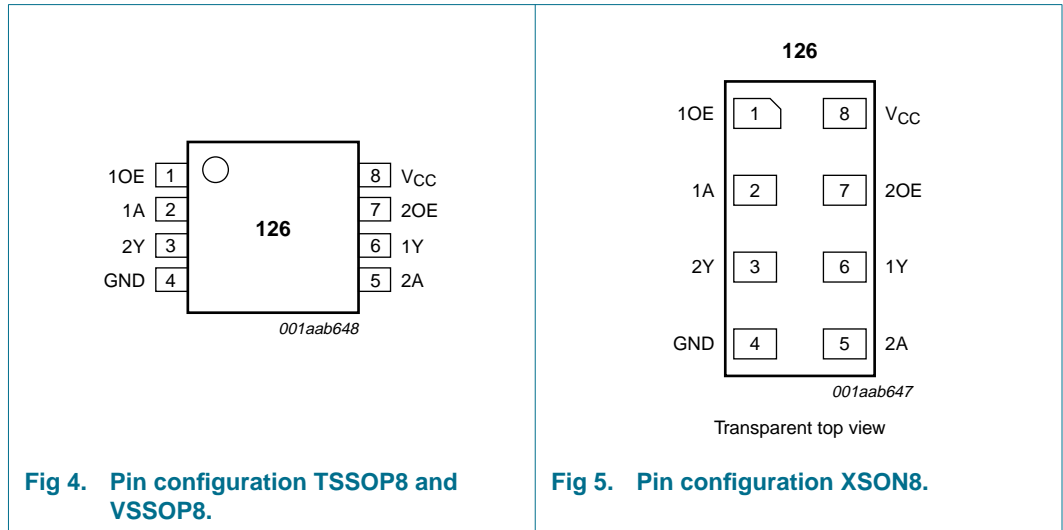 1OE 1 8 VCC
1A 2 7 2OE
126
2Y 3 6 1Y
GND 4 5 2A
001aab648
Fig 4. Pin configuration TSSOP8 and
VSSOP8.
126
1OE 1 8 VCC
1A 2 7 2OE
2Y 3 6 1Y
GND 4 5 2A
001aab647
Transparent top view
Fig 5. Pin configuration XSON8.